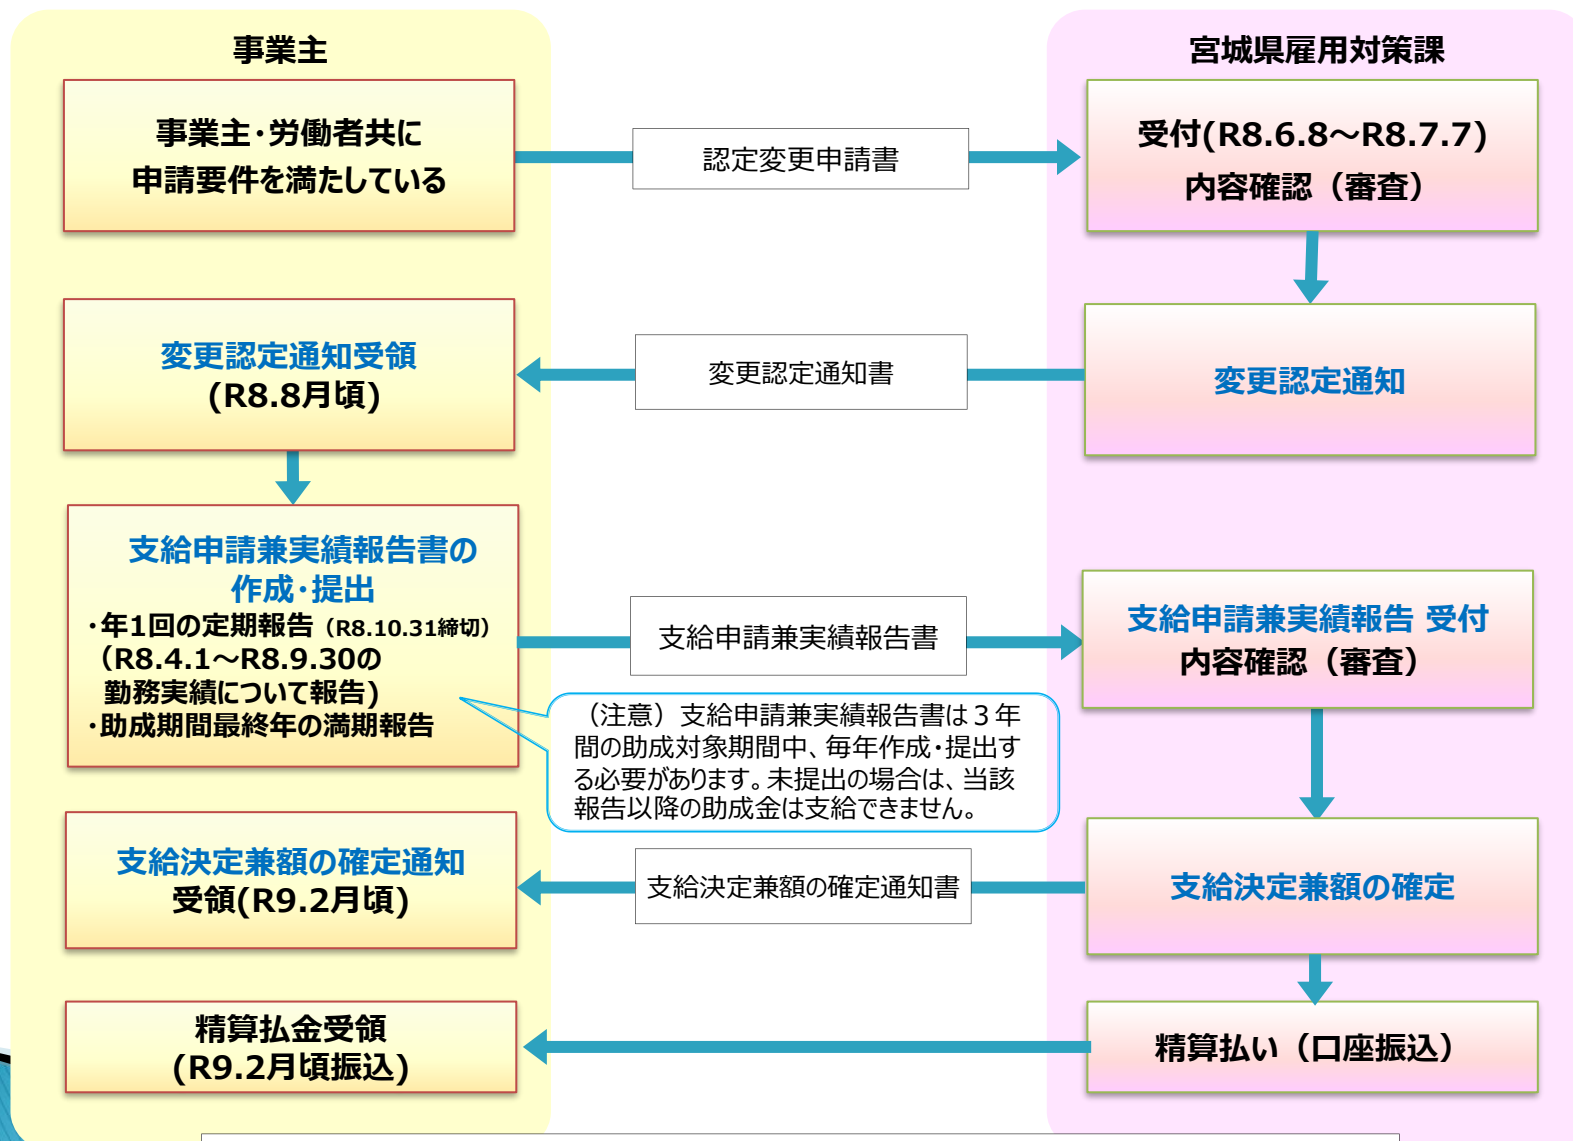 事業主
宮城県雇用対策課
事業主・労働者共に
申請要件を満たしている
認定変更申請書
受付(R8.6.8～R8.7.7)
内容確認（審査）
変更認定通知受領
(R8.8月頃)
変更認定通知書
変更認定通知
支給申請兼実績報告書の
作成・提出
・年1回の定期報告（R8.10.31締切）
（R8.4.1～R8.9.30の
勤務実績について報告)
・助成期間最終年の満期報告
支給申請兼実績報告書
支給申請兼実績報告 受付
内容確認（審査）
（注意）支給申請兼実績報告書は３年
間の助成対象期間中、毎年作成・提出す
る必要があります。未提出の場合は、当該
報告以降の助成金は支給できません。
支給決定兼額の確定通知
受領(R9.2月頃)
支給決定兼額の確定通知書
支給決定兼額の確定
精算払金受領
(R9.2月頃振込)
精算払い（口座振込）